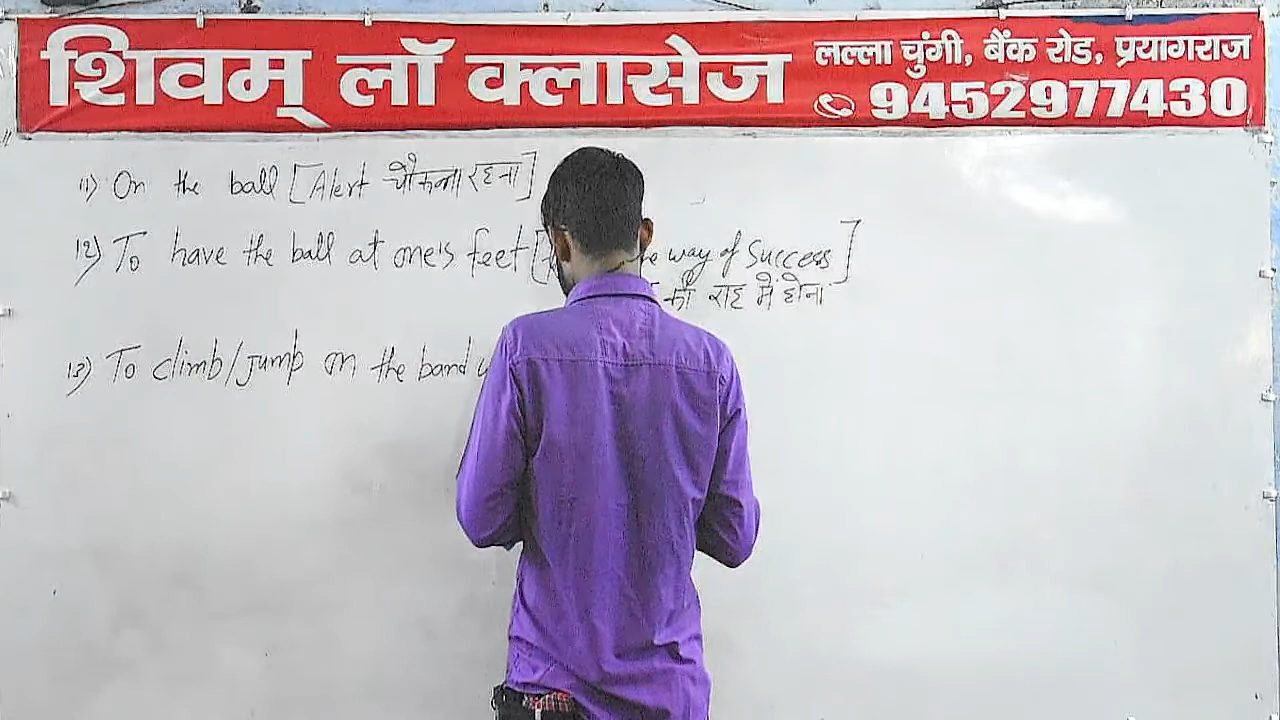 शिवम् लॉ क्लासेज
लल्ला चुंगी, बैंक रोड, प्रयागराज
9452977430
11) On the ball [Alert चौकन्ना रहना]
12) To have the ball at one's feet [ way of Success]
की राह में होना
13) To climb/jump on the band